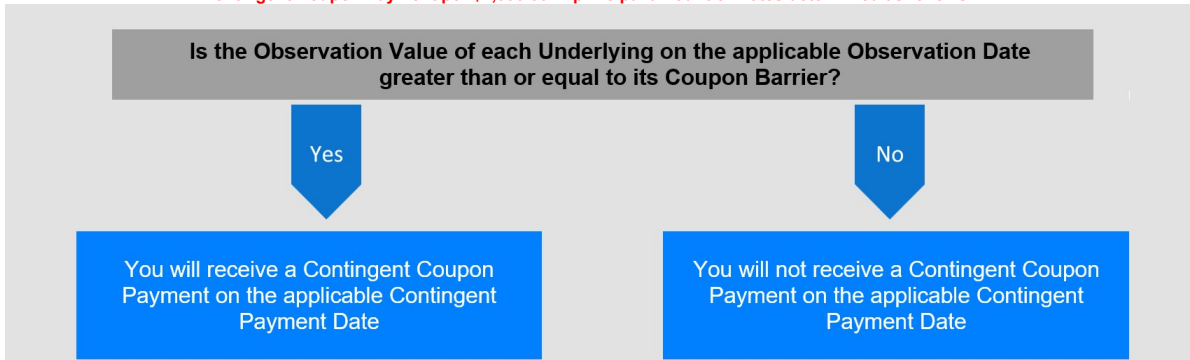 Is the Observation Value of each Underlying on the applicable Observation Date
greater than or equal to its Coupon Barrier?
Yes
No
You will receive a Contingent Coupon
Payment on the applicable Contingent
Payment Date
You will not receive a Contingent Coupon
Payment on the applicable Contingent
Payment Date